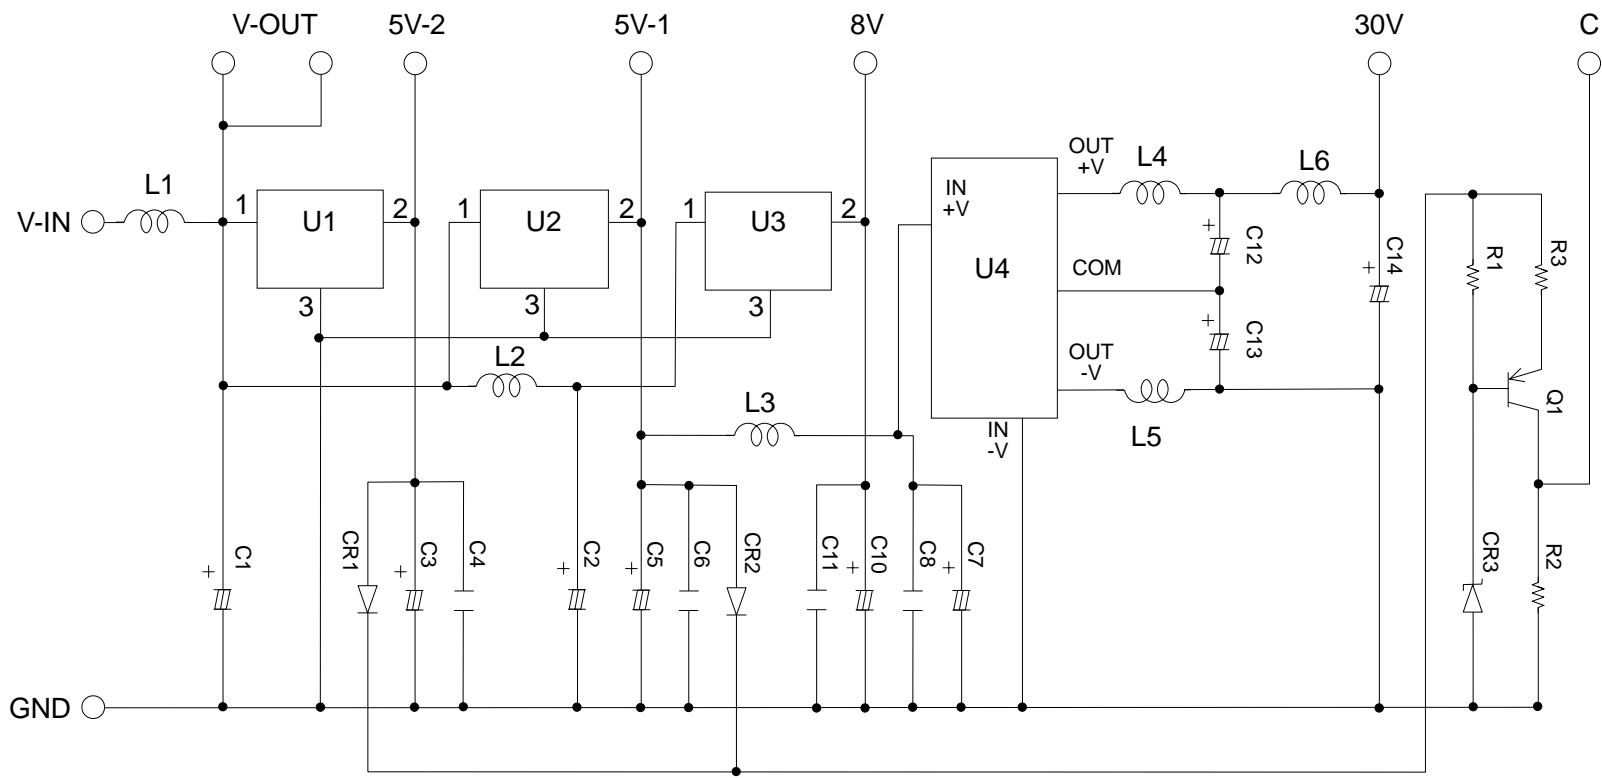 V-OUT
5V-2
5V-1
8V
30V
C
V-IN
L1
1
U1
2
3
1
U2
2
3
1
U3
2
3
L2
L3
IN
+V
U4
OUT
+V
COM
OUT
-V
IN
-V
L4
L5
L6
+
C12
+
C13
+
C14
R1
R3
Q1
+
C1
CR1
+
C3
C4
+
C2
+
C5
C6
CR2
C11
+
C10
C8
+
C7
CR3
R2
GND